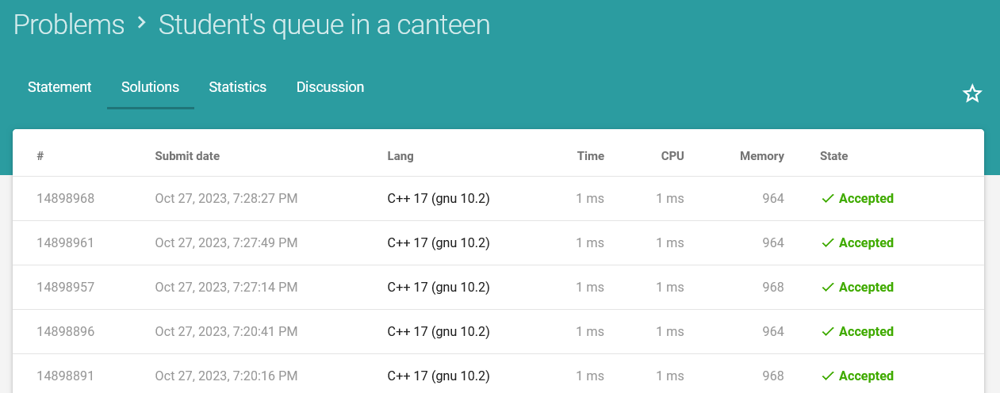 Problems > Student's queue in a canteen
Statement Solutions Statistics Discussion
# Submit date Lang Time CPU Memory State
14898968 Oct 27, 2023, 7:28:27 PM C++ 17 (gnu 10.2) 1 ms 1 ms 964 Accepted
14898961 Oct 27, 2023, 7:27:49 PM C++ 17 (gnu 10.2) 1 ms 1 ms 964 Accepted
14898957 Oct 27, 2023, 7:27:14 PM C++ 17 (gnu 10.2) 1 ms 1 ms 968 Accepted
14898896 Oct 27, 2023, 7:20:41 PM C++ 17 (gnu 10.2) 1 ms 1 ms 964 Accepted
14898891 Oct 27, 2023, 7:20:16 PM C++ 17 (gnu 10.2) 1 ms 1 ms 968 Accepted